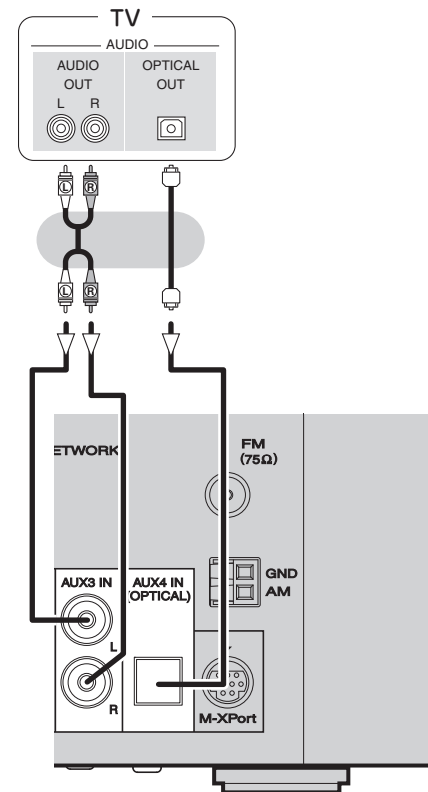 TV
AUDIO
AUDIO
OUT
OPTICAL
OUT
L R
L R
L R
ETWORK
FM
(75Ω)
GND
AM
AUX3 IN
AUX4 IN
(OPTICAL)
L
R
M-XPort